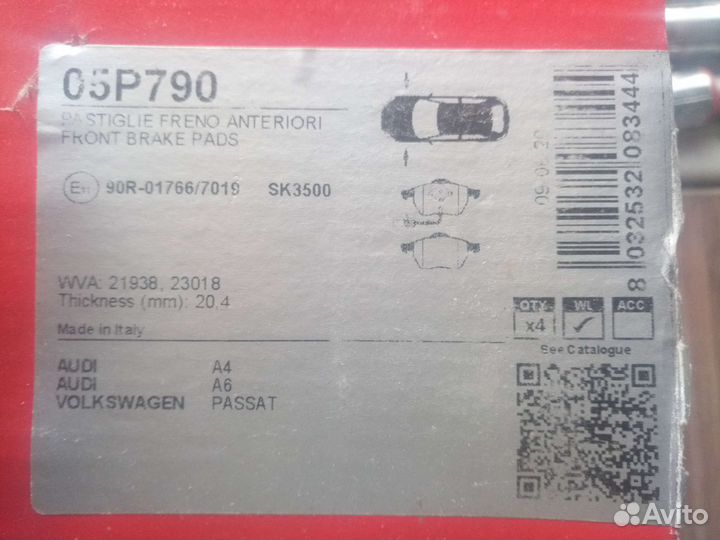 05P790
PASTIGLIE FRENO ANTERIORI
FRONT BRAKE PADS
90R-01766/7019 SK3500
WVA: 21938, 23018
Thickness (mm): 20,4
Made in Italy
AUDI A4
AUDI A6
VOLKSWAGEN PASSAT
8 032532 083444
QTY WL ACC
x4 ✓
See Catalogue
Avito